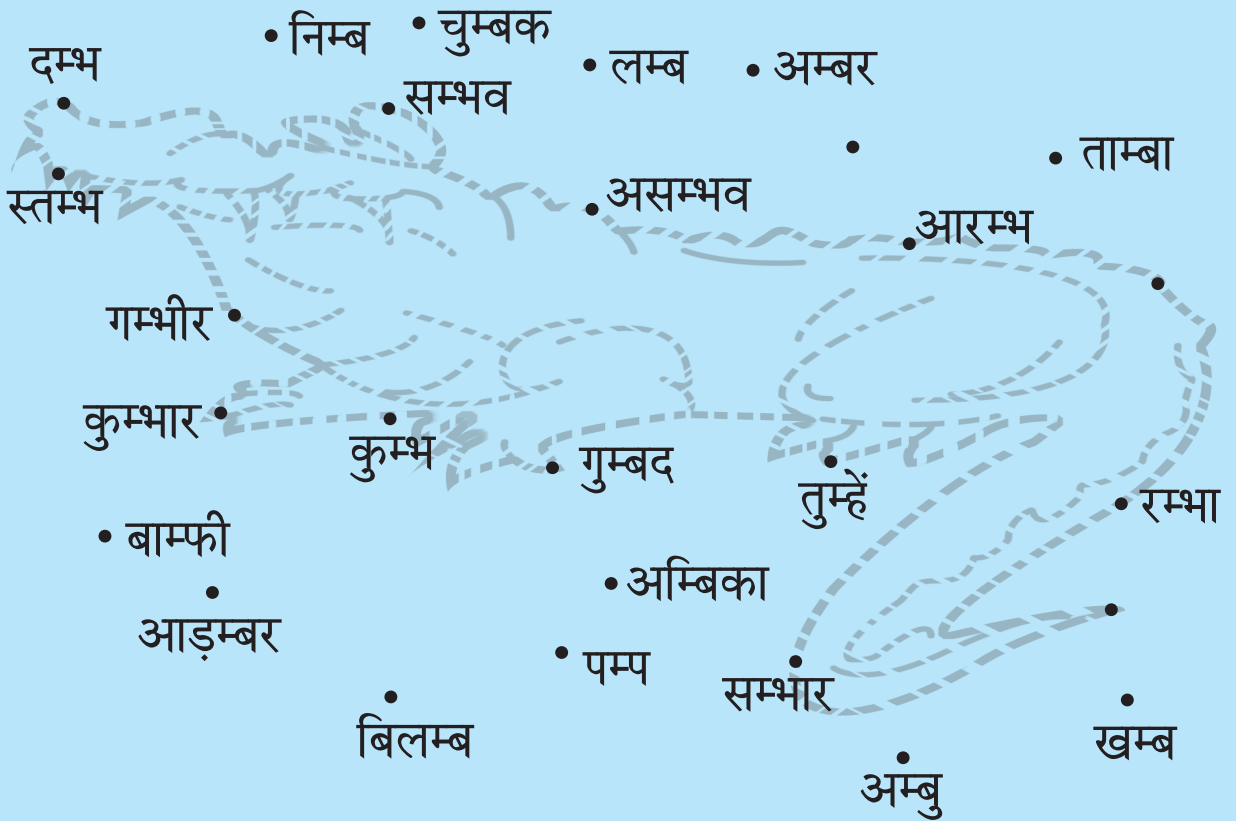 निम्ब
चुम्बक
दम्भ
लम्ब
अम्बर
सम्भव
ताम्बा
स्तम्भ
असम्भव
आरम्भ
गम्भीर
कुम्भार
कुम्भ
गुम्बद
तुम्हें
रम्भा
बाम्फी
अम्बिका
आड़म्बर
पम्प
सम्भार
बिलम्ब
खम्ब
अम्बु